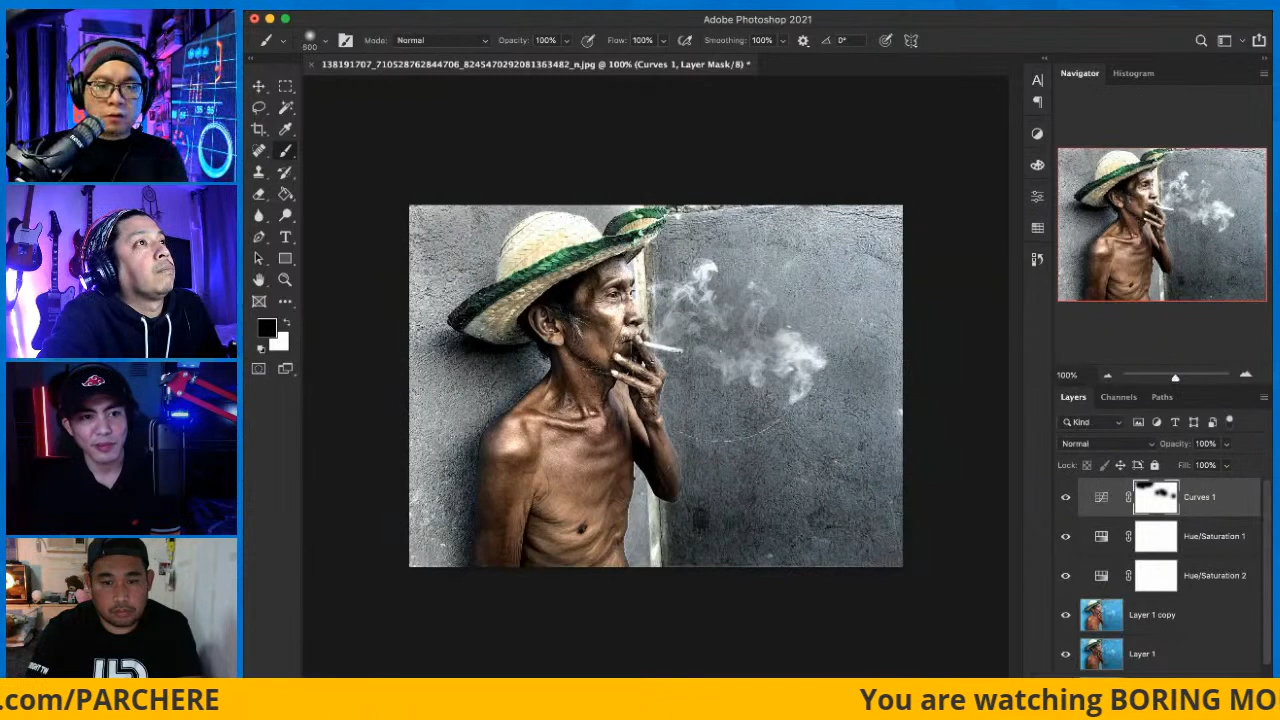 Adobe Photoshop 2021
600
Mode: Normal
Opacity: 100%
Flow: 100%
Smoothing: 100%
0°
138191707_710528762844706_8245470292081363482_n.jpg @ 100% (Curves 1, Layer Mask/8) *
Navigator
Histogram
100%
Layers
Channels
Paths
Kind
Normal
Opacity: 100%
Lock:
Fill: 100%
Curves 1
Hue/Saturation 1
Hue/Saturation 2
Layer 1 copy
Layer 1
.com/PARCHERE
You are watching BORING MO